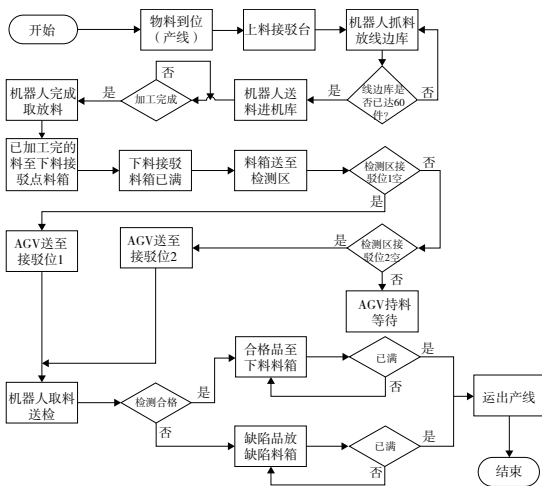 开始
物料到位
（产线）
上料接驳台
机器人抓料
放线边库
否
线边库是
否已达60
件?
是
机器人送
料进机库
否
加工完成
是
机器人完成
取放料
已加工完的
料至下料接
驳点料箱
下料接驳
料箱已满
料箱送至
检测区
检测区接
驳位1空
否
是
AGV送至
接驳位1
AGV送至
接驳位2
是
检测区接
驳位2空
否
AGV持料
等待
机器人取料
送检
检测合格
是
否
合格品至
下料料箱
已满
是
否
缺陷品放
缺陷料箱
已满
是
否
运出产线
结束